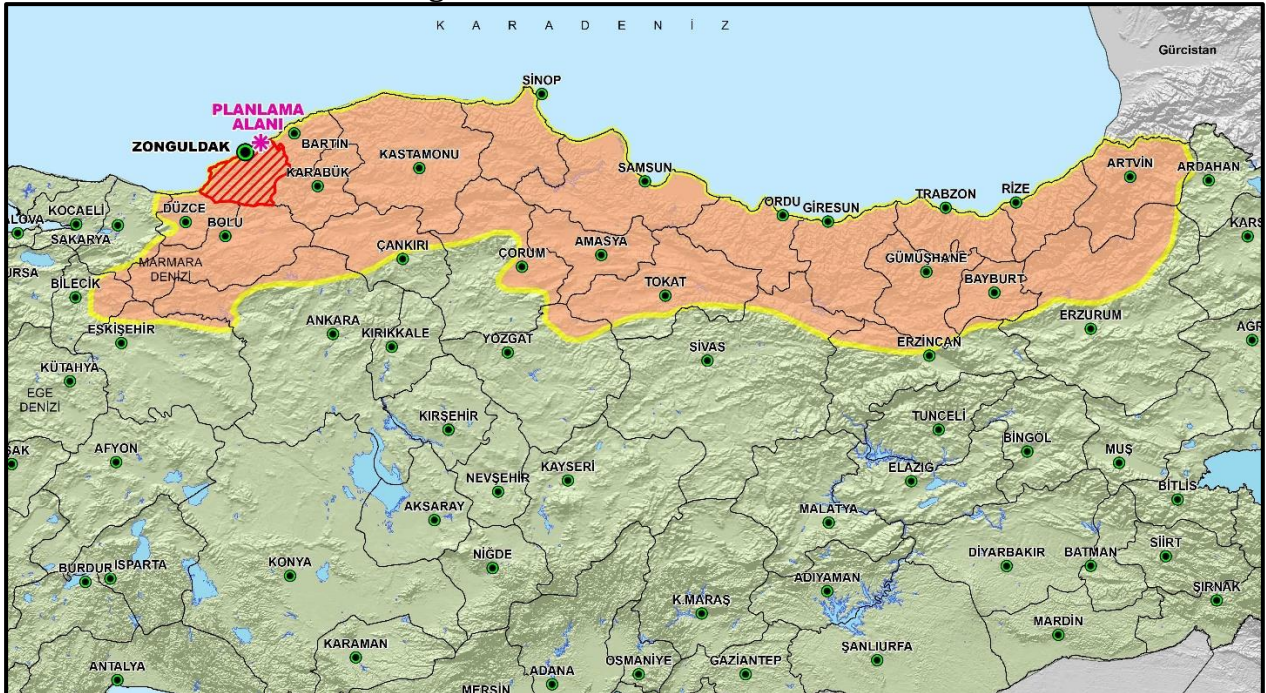 K A R A D E N İ Z
Gürcistan
SİNOP
PLANLAMA
ALANI
ZONGULDAK
BARTIN
KASTAMONU
KARABÜK
SAMSUN
ARTVİN
ARDAHAN
TRABZON
RİZE
ORDU
GİRESUN
KOCAELİ
DÜZCE
BOLU
SAKARYA
KARS
ÇANKIRI
AMASYA
ÇORUM
GÜMÜŞHANE
MARMARA
DENİZİ
BAYBURT
TOKAT
BİLECİK
ESKİŞEHİR
ANKARA
KIRIKKALE
YOZGAT
SİVAS
ERZİNCAN
ERZURUM
AGR
KÜTAHYA
EGE
DENİZİ
KIRŞEHİR
TUNCELİ
BİNGÖL
MUŞ
AFYON
ŞAK
NEVŞEHİR
KAYSERİ
ELAZIG
BİTLİS
AKSARAY
MALATYA
NİĞDE
DİYARBAKIR
BATMAN
SİİRT
BURDUR
ISPARTA
KONYA
ADIYAMAN
ŞIRNAK
K.MARAŞ
MARDİN
KARAMAN
OSMANİYE
GAZİANTEP
ŞANLIURFA
ANTALYA
ADANA
MERSİN